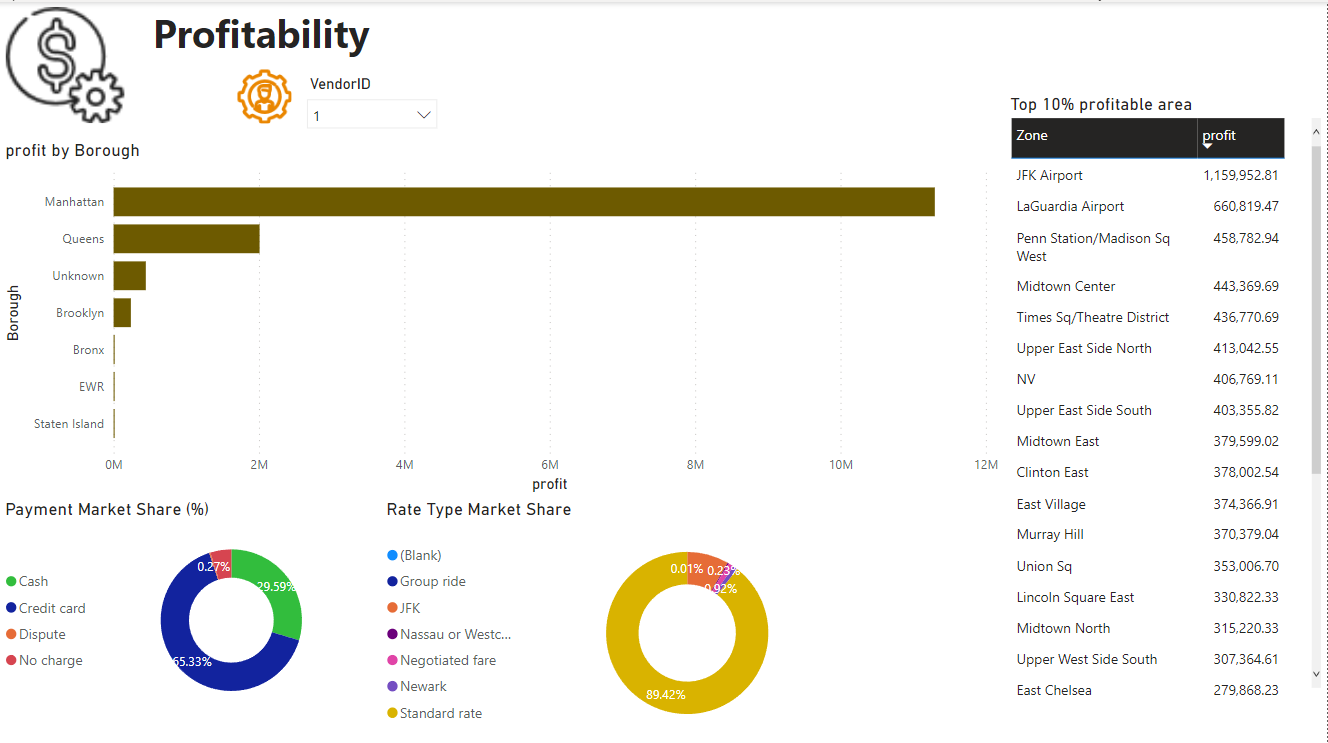 Profitability
VendorID
1
profit by Borough
Borough
Manhattan
Queens
Unknown
Brooklyn
Bronx
EWR
Staten Island
0M 2M 4M 6M 8M 10M 12M
profit
Payment Market Share (%)
Cash
Credit card
Dispute
No charge
0.27%
29.59%
65.33%
Rate Type Market Share
(Blank)
Group ride
JFK
Nassau or Westc...
Negotiated fare
Newark
Standard rate
0.01%
0.23%
0.92%
89.42%
Top 10% profitable area
Zone profit
JFK Airport 1,159,952.81
LaGuardia Airport 660,819.47
Penn Station/Madison Sq 458,782.94
West
Midtown Center 443,369.69
Times Sq/Theatre District 436,770.69
Upper East Side North 413,042.55
NV 406,769.11
Upper East Side South 403,355.82
Midtown East 379,599.02
Clinton East 378,002.54
East Village 374,366.91
Murray Hill 370,379.04
Union Sq 353,006.70
Lincoln Square East 330,822.33
Midtown North 315,220.33
Upper West Side South 307,364.61
East Chelsea 279,868.23